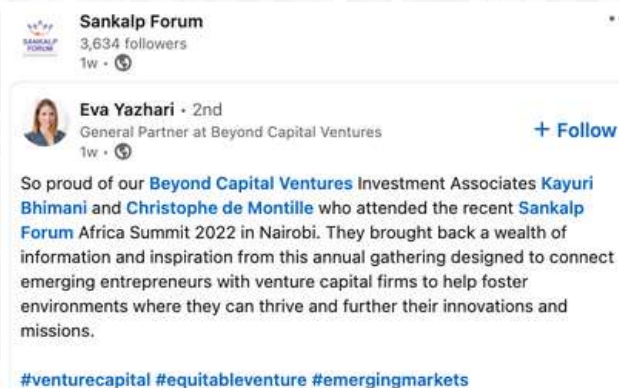 Sankalp Forum
3,634 followers
1w •
SANKALP
FORUM
Eva Yazhari • 2nd
General Partner at Beyond Capital Ventures
1w •
+ Follow
So proud of our Beyond Capital Ventures Investment Associates Kayuri
Bhimani and Christophe de Montille who attended the recent Sankalp
Forum Africa Summit 2022 in Nairobi. They brought back a wealth of
information and inspiration from this annual gathering designed to connect
emerging entrepreneurs with venture capital firms to help foster
environments where they can thrive and further their innovations and
missions.
#venturecapital #equitableventure #emergingmarkets